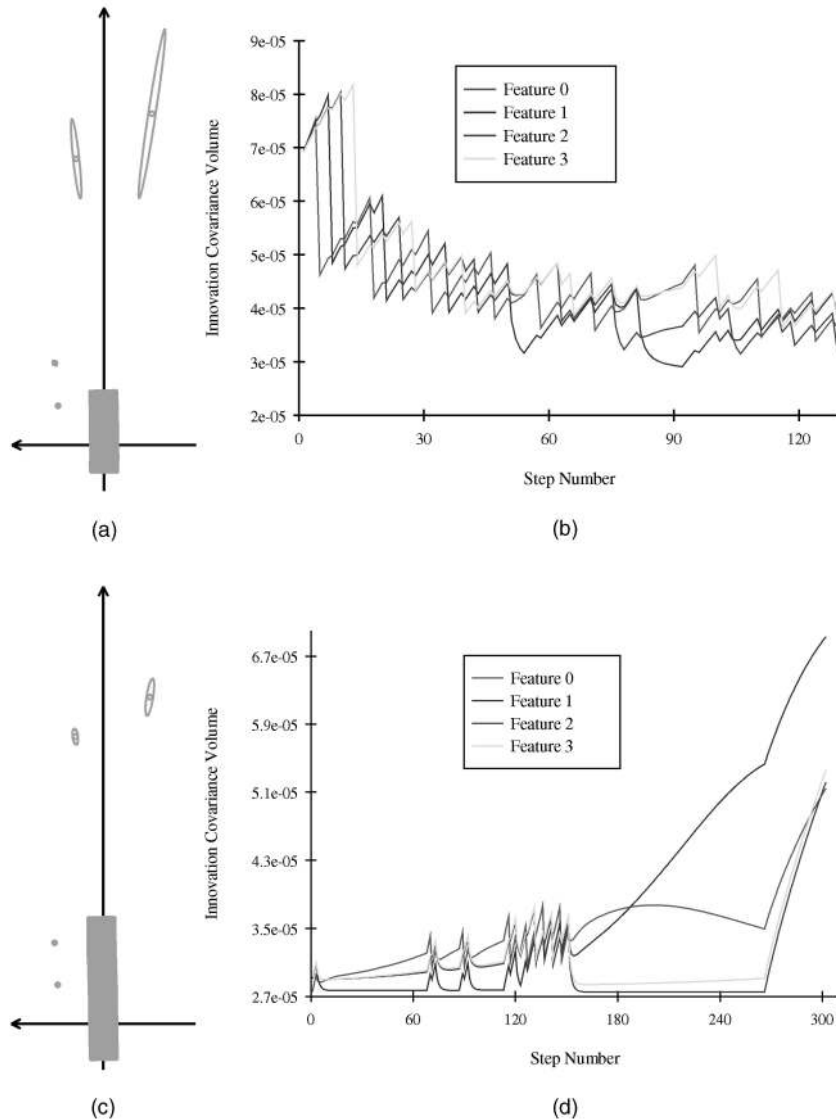 9e-05
8e-05
7e-05
6e-05
5e-05
4e-05
3e-05
2e-05
Innovation Covariance Volume
Feature 0
Feature 1
Feature 2
Feature 3
0
30
60
90
120
Step Number
(a)
(b)
6.7e-05
5.9e-05
5.1e-05
4.3e-05
3.5e-05
2.7e-05
Innovation Covariance Volume
Feature 0
Feature 1
Feature 2
Feature 3
0
60
120
180
240
300
Step Number
(c)
(d)